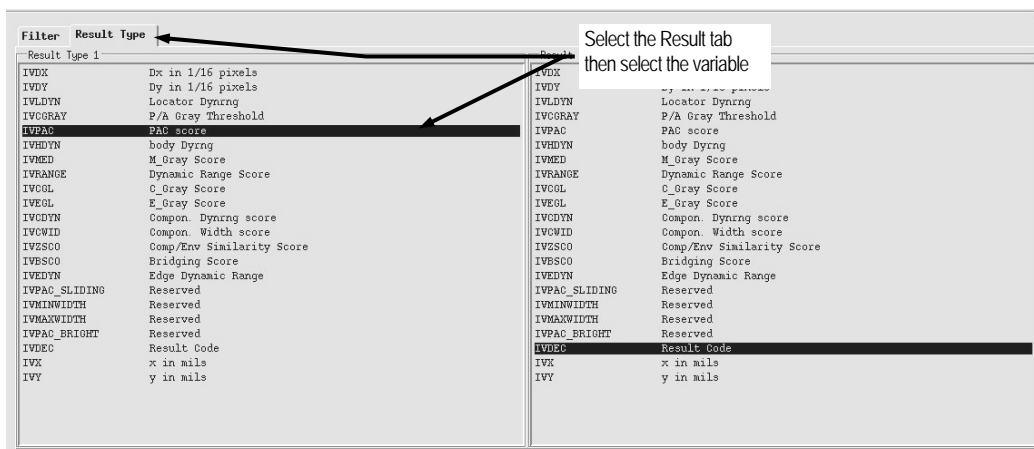 Filter Result Type
Select the Result tab
then select the variable
Result Type 1
IVDX Dx in 1/16 pixels
IVDY Dy in 1/16 pixels
IVLDYN Locator Dynrng
IVCGRAY P/A Gray Threshold
IVPAC PAC score
IVHDYN body Dyrng
IVMED M_Gray Score
IVRANGE Dynamic Range Score
IVCGL C_Gray Score
IVEGL E_Gray Score
IVCDYN Compon. Dynrng score
IVCWID Compon. Width score
IVZSCO Comp/Env Similarity Score
IVBSCO Bridging Score
IVEDYN Edge Dynamic Range
IVPAC_SLIDING Reserved
IVMINWIDTH Reserved
IVMAXWIDTH Reserved
IVPAC_BRIGHT Reserved
IVDEC Result Code
IVX x in mils
IVY y in mils
Result
IVDX
IVDY Dy in 1/16 pixels
IVLDYN Locator Dynrng
IVCGRAY P/A Gray Threshold
IVPAC PAC score
IVHDYN body Dyrng
IVMED M_Gray Score
IVRANGE Dynamic Range Score
IVCGL C_Gray Score
IVEGL E_Gray Score
IVCDYN Compon. Dynrng score
IVCWID Compon. Width score
IVZSCO Comp/Env Similarity Score
IVBSCO Bridging Score
IVEDYN Edge Dynamic Range
IVPAC_SLIDING Reserved
IVMINWIDTH Reserved
IVMAXWIDTH Reserved
IVPAC_BRIGHT Reserved
IVDEC Result Code
IVX x in mils
IVY y in mils